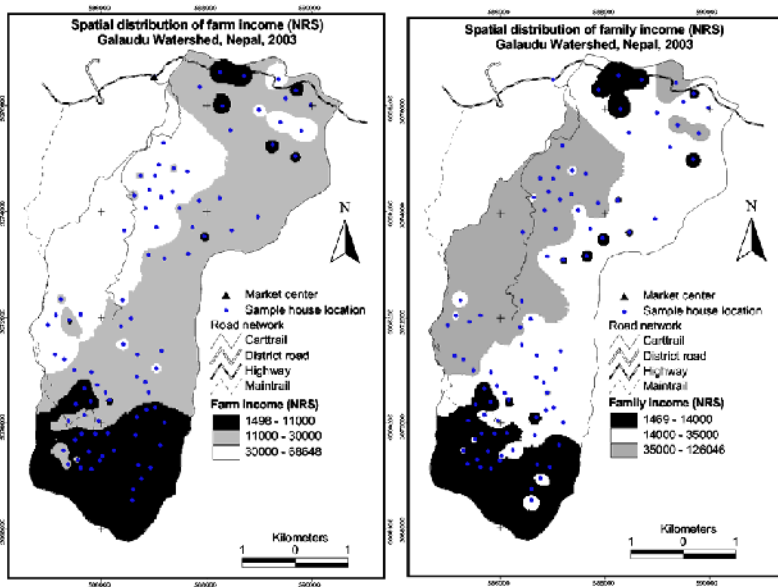 Spatial distribution of farm income (NRS)
Galaudu Watershed, Nepal, 2003
N
Market center
Sample house location
Road network
Carttrail
District road
Highway
Maintrail
Farm Income (NRS)
1498 - 11000
11000 - 30000
30000 - 68648
Kilometers
1 0 1
Spatial distribution of family income (NRS)
Galaudu Watershed, Nepal, 2003
N
Market center
Sample house location
Road network
Carttrail
District road
Highway
Maintrail
Family Income (NRS)
1469 - 14000
14000 - 35000
35000 - 126046
Kilometers
1 0 1